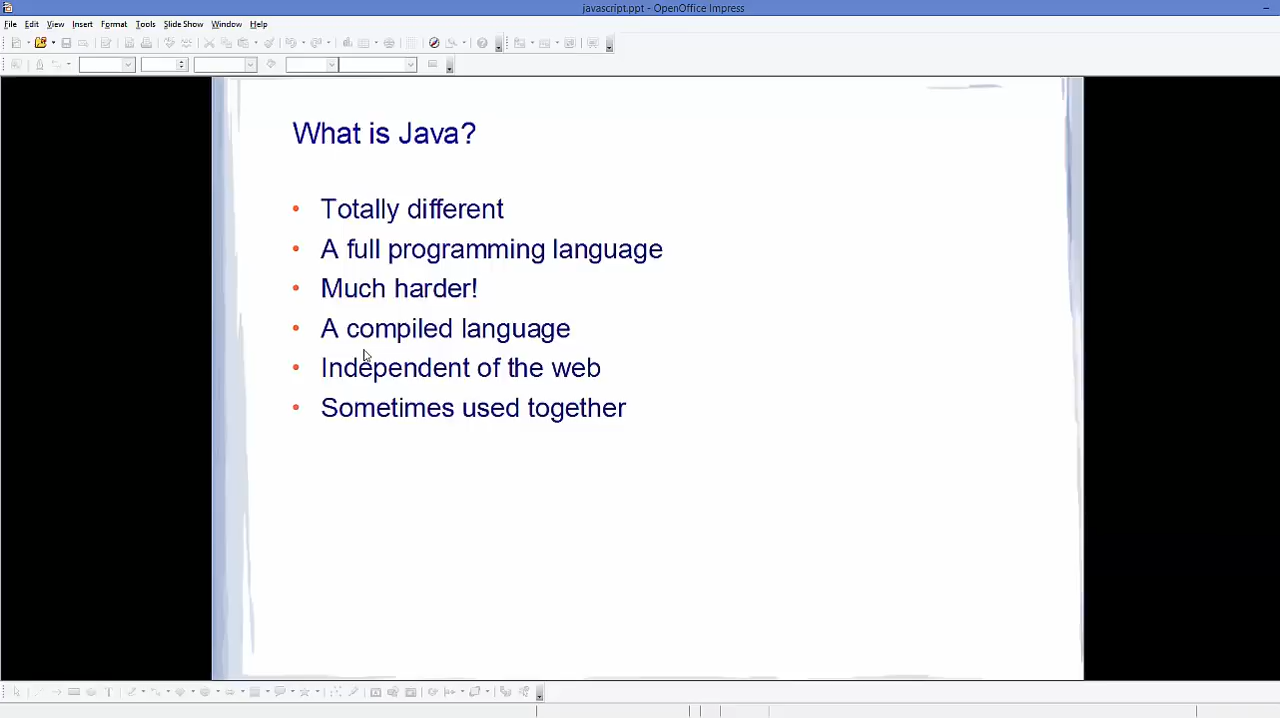 javascript.ppt - OpenOffice Impress
File Edit View Insert Format Tools Slide Show Window Help
What is Java?
• Totally different
• A full programming language
• Much harder!
• A compiled language
• Independent of the web
• Sometimes used together